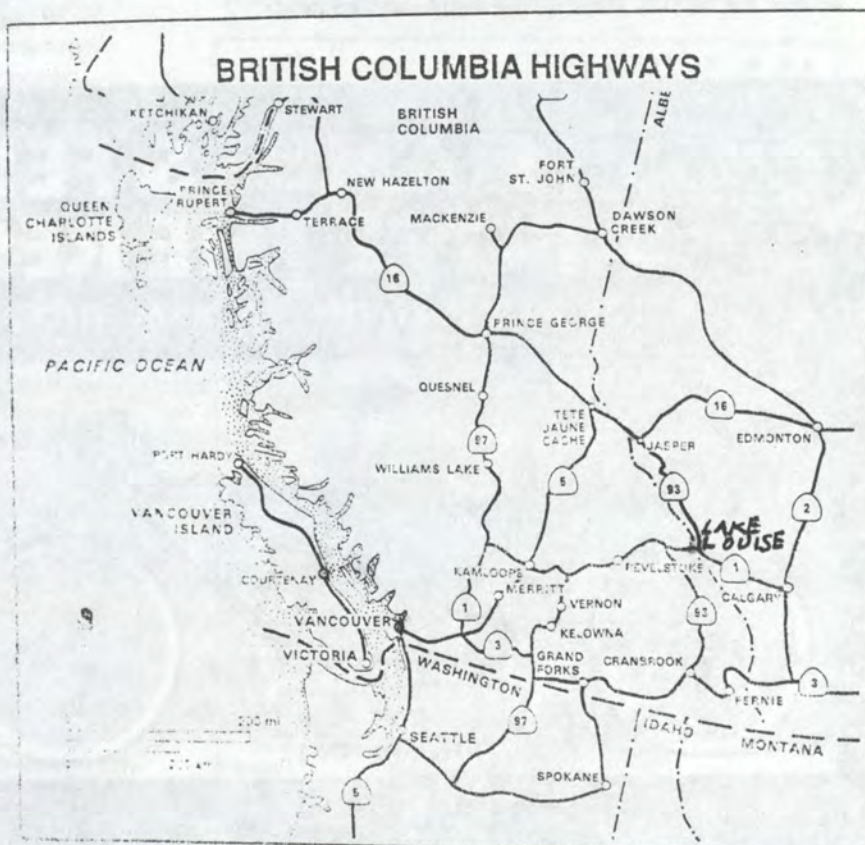 BRITISH COLUMBIA HIGHWAYS
KETCHIKAN
STEWART
BRITISH
COLUMBIA
ALBE
FORT
ST. JOHN
PRINCE
RUPERT
NEW HAZELTON
QUEEN
CHARLOTTE
ISLANDS
TERRACE
MACKENZIE
DAWSON
CREEK
16
PRINCE GEORGE
PACIFIC OCEAN
QUESNEL
TETE
JAUNE
CACHE
16
JASPER
EDMONTON
97
PORT HARDY
WILLIAMS LAKE
5
93
2
VANCOUVER
ISLAND
LAKE
LOUISE
KAMLOOPS
REVELSTOKE
1
CALGARY
COURTENAY
MERRITT
1
VERNON
93
VANCOUVER
KELOWNA
3
VICTORIA
WASHINGTON
GRAND
FORKS
CRANBROOK
3
FERNIE
200 mi
SEATTLE
97
IDAHO
MONTANA
SPOKANE
5